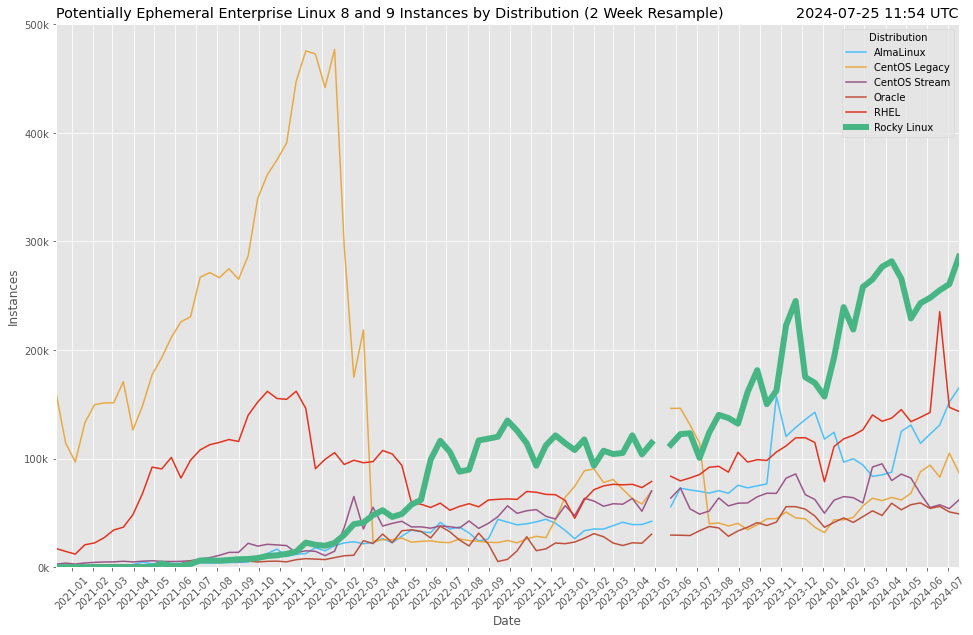 Potentially Ephemeral Enterprise Linux 8 and 9 Instances by Distribution (2 Week Resample) 2024-07-25 11:54 UTC
500k
400k
300k
200k
100k
0k
Instances
Distribution
AlmaLinux
CentOS Legacy
CentOS Stream
Oracle
RHEL
Rocky Linux
2021-01
2021-02
2021-03
2021-04
2021-05
2021-06
2021-07
2021-08
2021-09
2021-10
2021-11
2021-12
2022-01
2022-02
2022-03
2022-04
2022-05
2022-06
2022-07
2022-08
2022-09
2022-10
2022-11
2022-12
2023-01
2023-02
2023-03
2023-04
2023-05
2023-06
2023-07
2023-08
2023-09
2023-10
2023-11
2023-12
2024-01
2024-02
2024-03
2024-04
2024-05
2024-06
2024-07
Date